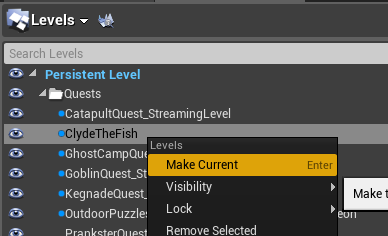 Levels
Search Levels
Persistent Level
Quests
CatapultQuest_StreamingLevel
ClydeTheFish
Levels
GhostCampQue
Make Current Enter
GoblinQuest_St
Visibility
KegnadeQuest_
Make t
Lock
OutdoorPuzzles
eon
Remove Selected
PranksterQuest